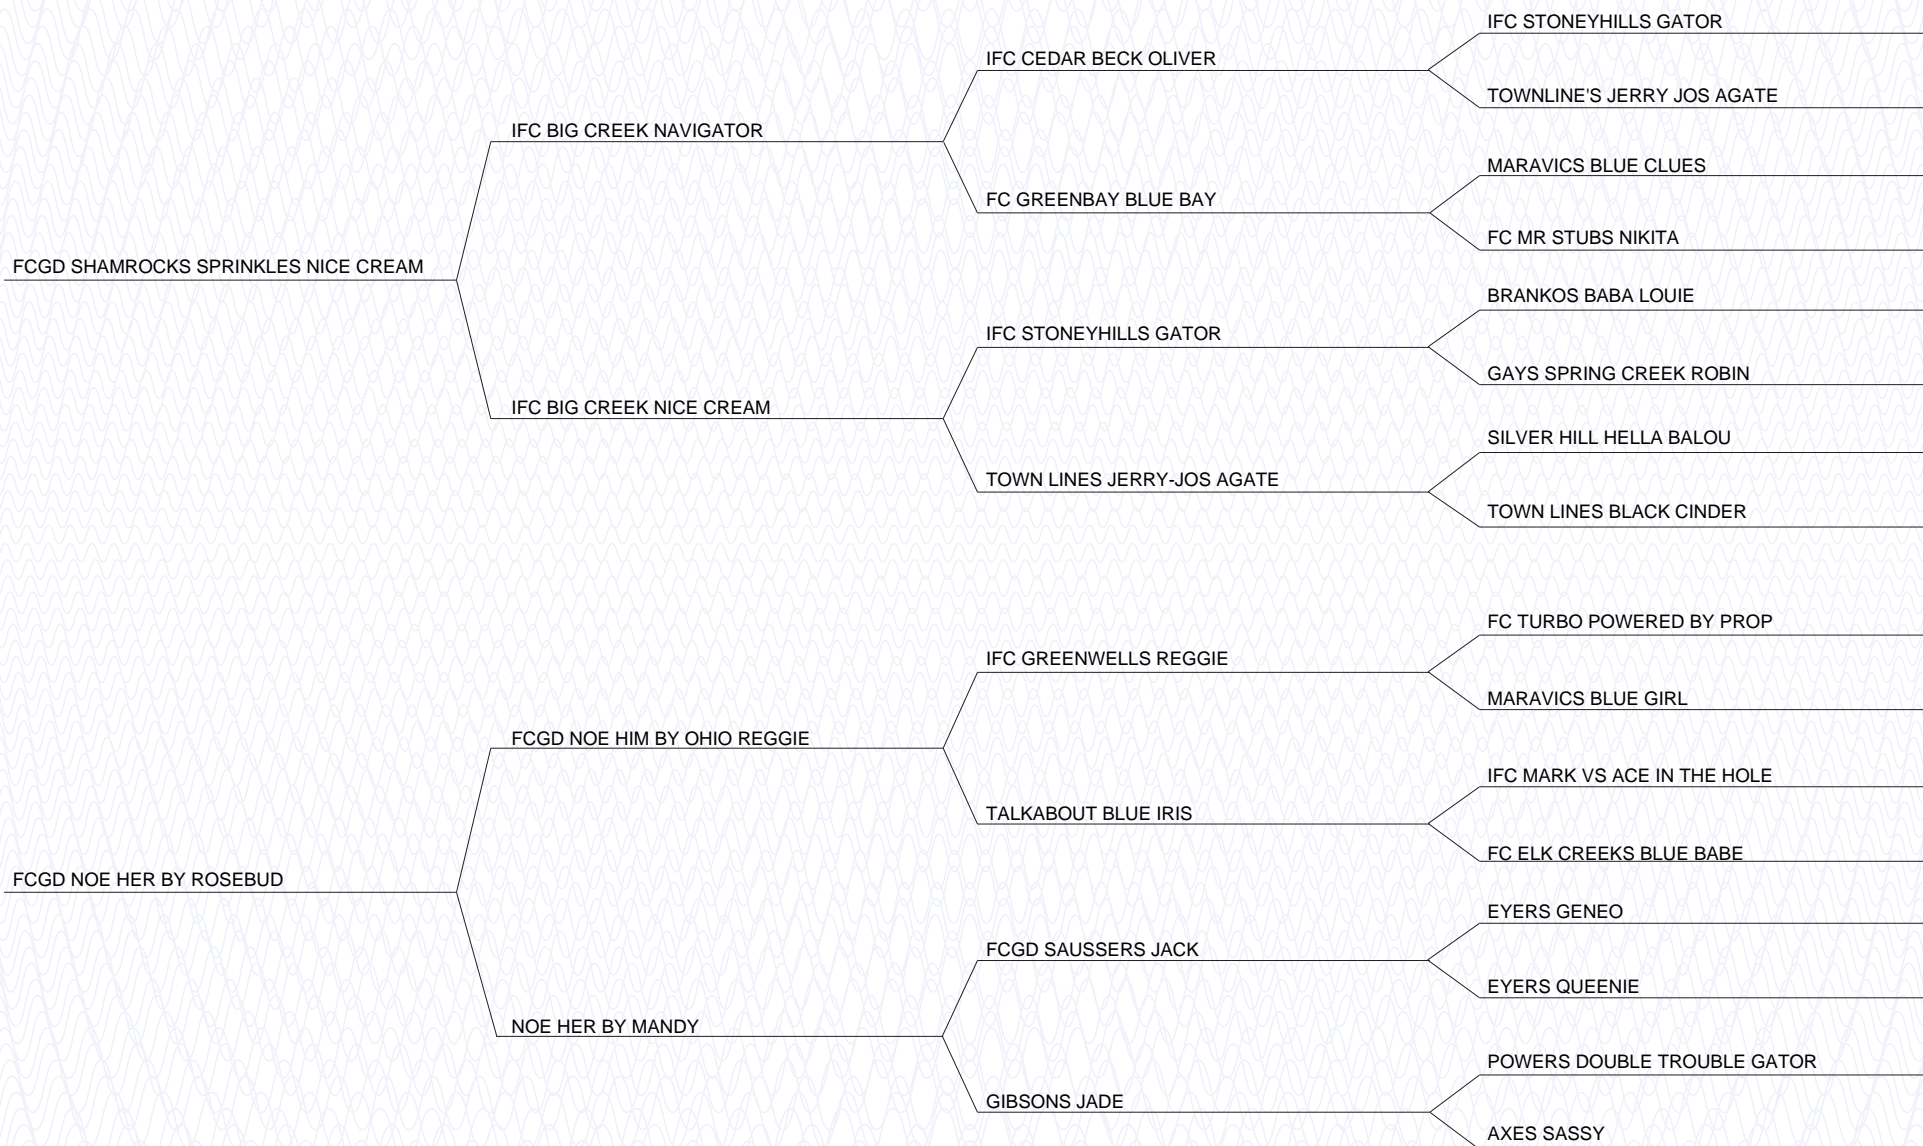 IFC STONEYHILLS GATOR
IFC CEDAR BECK OLIVER
TOWNLINE'S JERRY JOS AGATE
IFC BIG CREEK NAVIGATOR
MARAVICS BLUE CLUES
FC GREENBAY BLUE BAY
FC MR STUBS NIKITA
FCGD SHAMROCKS SPRINKLES NICE CREAM
BRANKOS BABA LOUIE
IFC STONEYHILLS GATOR
GAYS SPRING CREEK ROBIN
IFC BIG CREEK NICE CREAM
SILVER HILL HELLA BALOU
TOWN LINES JERRY-JOS AGATE
TOWN LINES BLACK CINDER
FC TURBO POWERED BY PROP
IFC GREENWELLS REGGIE
MARAVICS BLUE GIRL
FCGD NOE HIM BY OHIO REGGIE
IFC MARK VS ACE IN THE HOLE
TALKABOUT BLUE IRIS
FC ELK CREEKS BLUE BABE
FCGD NOE HER BY ROSEBUD
EYERS GENEO
FCGD SAUSSERS JACK
EYERS QUEENIE
NOE HER BY MANDY
POWERS DOUBLE TROUBLE GATOR
GIBSONS JADE
AXES SASSY